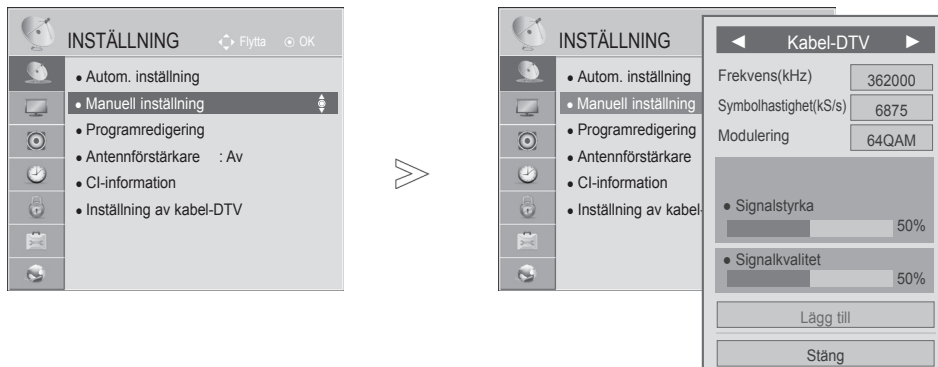 INSTÄLLNING Flytta OK
• Autom. inställning
• Manuell inställning
• Programredigering
• Antennförstärkare : Av
• CI-information
• Inställning av kabel-DTV
INSTÄLLNING
• Autom. inställning
• Manuell inställning
• Programredigering
• Antennförstärkare
• CI-information
• Inställning av kabel-
◄ Kabel-DTV ►
Frekvens(kHz) 362000
Symbolhastighet(kS/s) 6875
Modulering 64QAM
• Signalstyrka
50%
• Signalkvalitet
50%
Lägg till
Stäng